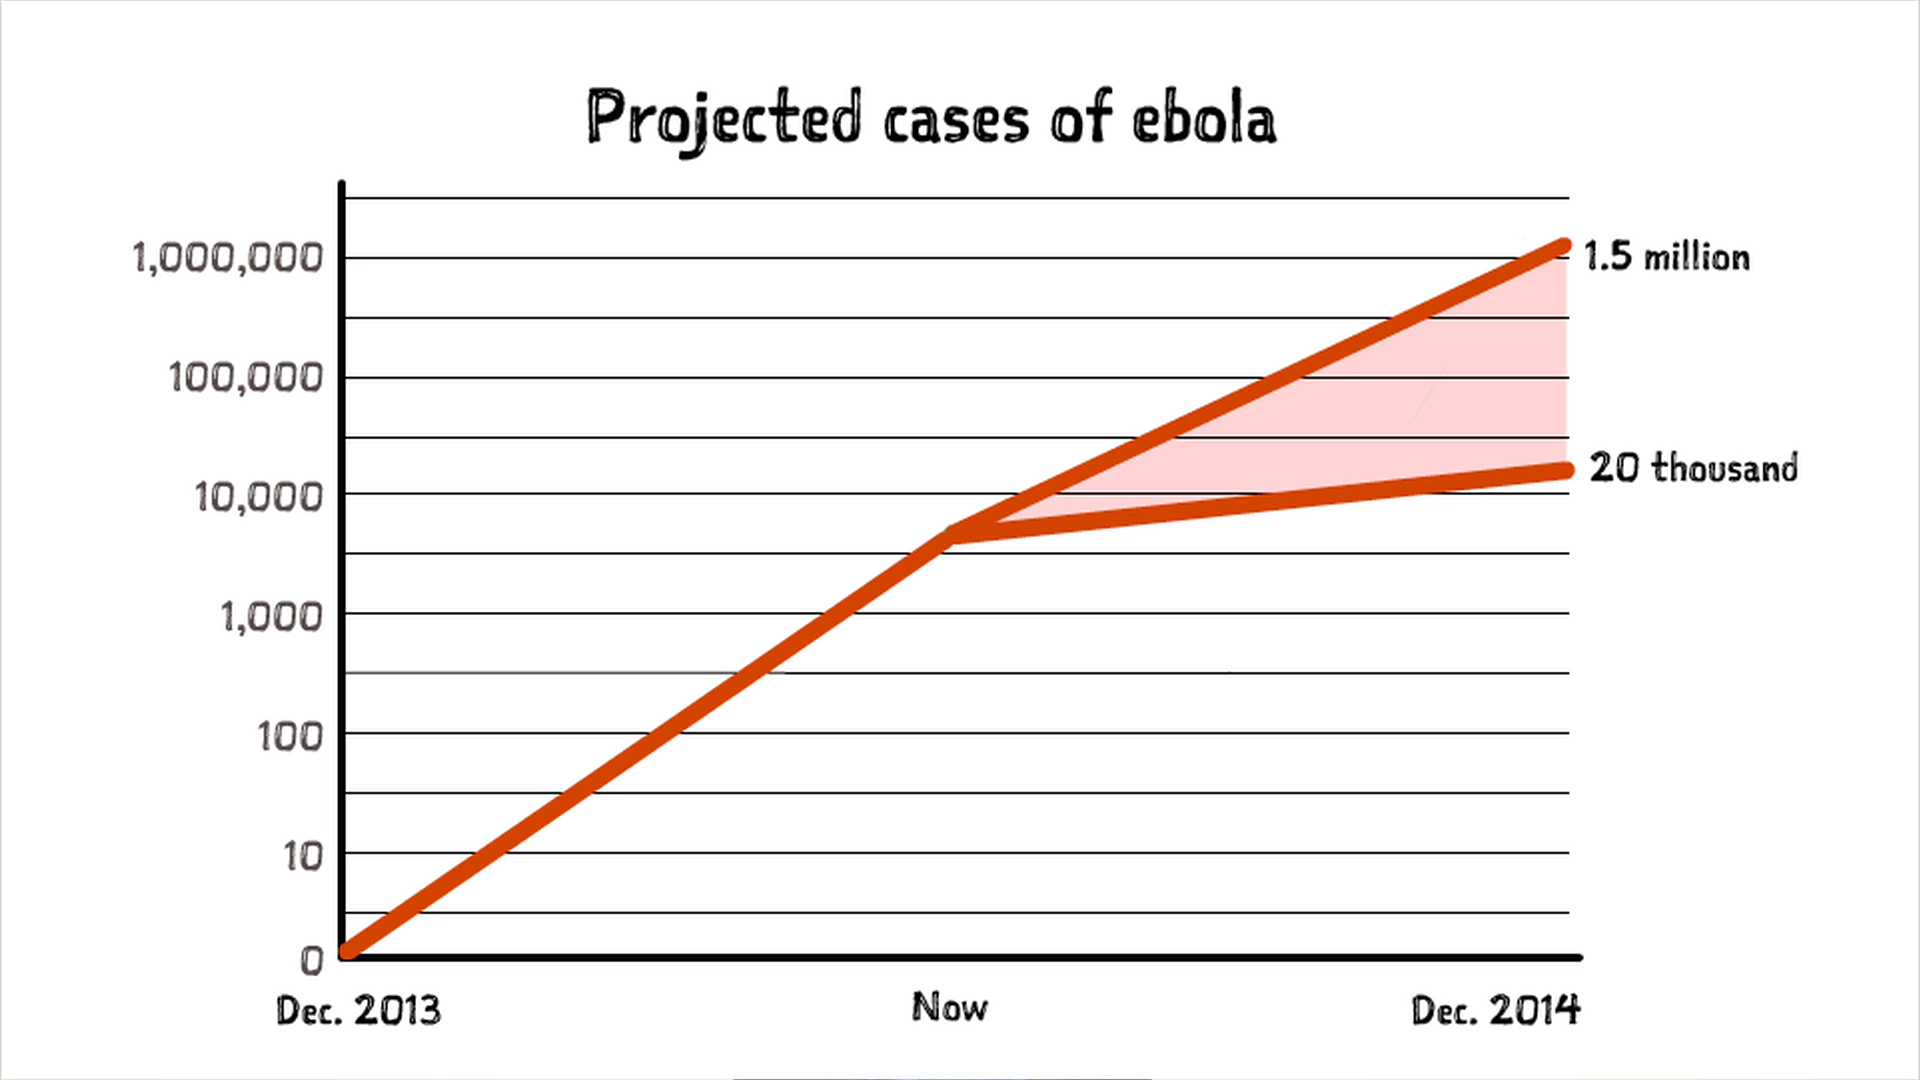 Projected cases of ebola
1,000,000
1.5 million
100,000
20 thousand
10,000
1,000
100
10
0
Dec. 2013
Now
Dec. 2014